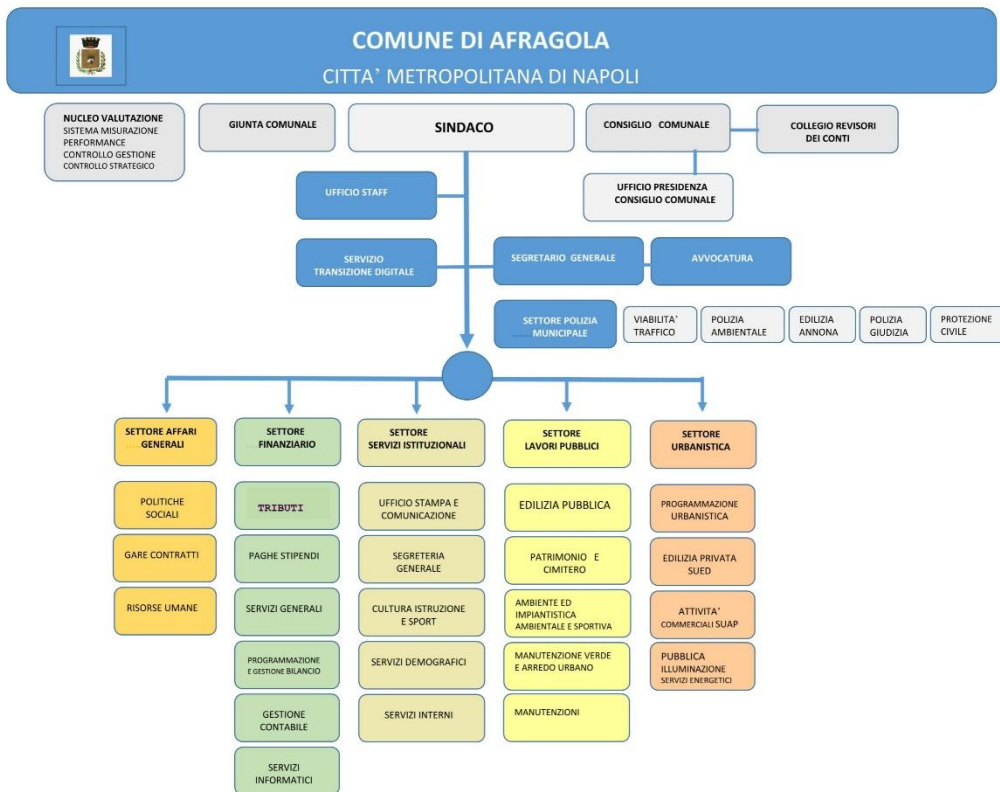 COMUNE DI AFRAGOLA
CITTA` METROPOLITANA DI NAPOLI
NUCLEO VALUTAZIONE
SISTEMA MISURAZIONE
PERFORMANCE
CONTROLLO GESTIONE
CONTROLLO STRATEGICO
GIUNTA COMUNALE
SINDACO
CONSIGLIO COMUNALE
COLLEGIO REVISORI
DEI CONTI
UFFICIO STAFF
UFFICIO PRESIDENZA
CONSIGLIO COMUNALE
SERVIZIO
TRANSIZIONE DIGITALE
SEGRETARIO GENERALE
AVVOCATURA
SETTORE POLIZIA
......MUNICIPALE
VIABILITA'
TRAFFICO
POLIZIA
AMBIENTALE
EDILIZIA
ANNONA
POLIZIA
GIUDIZIA
PROTEZIONE
CIVILE
SETTORE AFFARI
.....GENERALI
POLITICHE
SOCIALI
GARE CONTRATTI
RISORSE UMANE
SETTORE
....FINANZIARIO
TRIBUTI
PAGHE STIPENDI
SERVIZI GENERALI
PROGRAMMAZIONE
E GESTIONE BILANCIO
GESTIONE
CONTABILE
SERVIZI
INFORMATICI
SETTORE
SERVIZI ISTITUZIONALI
UFFICIO STAMPA E
COMUNICAZIONE
SEGRETERIA
GENERALE
CULTURA ISTRUZIONE
E SPORT
SERVIZI DEMOGRAFICI
SERVIZI INTERNI
SETTORE
LAVORI PUBBLICI
EDILIZIA PUBBLICA
PATRIMONIO E
CIMITERO
AMBIENTE ED
IMPIANTISTICA
AMBIENTALE E SPORTIVA
MANUTENZIONE VERDE
E ARREDO URBANO
MANUTENZIONI
SETTORE
URBANISTICA
PROGRAMMAZIONE
URBANISTICA
EDILIZIA PRIVATA
SUED
ATTIVITA'
COMMERCIALI SUAP
PUBBLICA
ILLUMINAZIONE
SERVIZI ENERGETICI